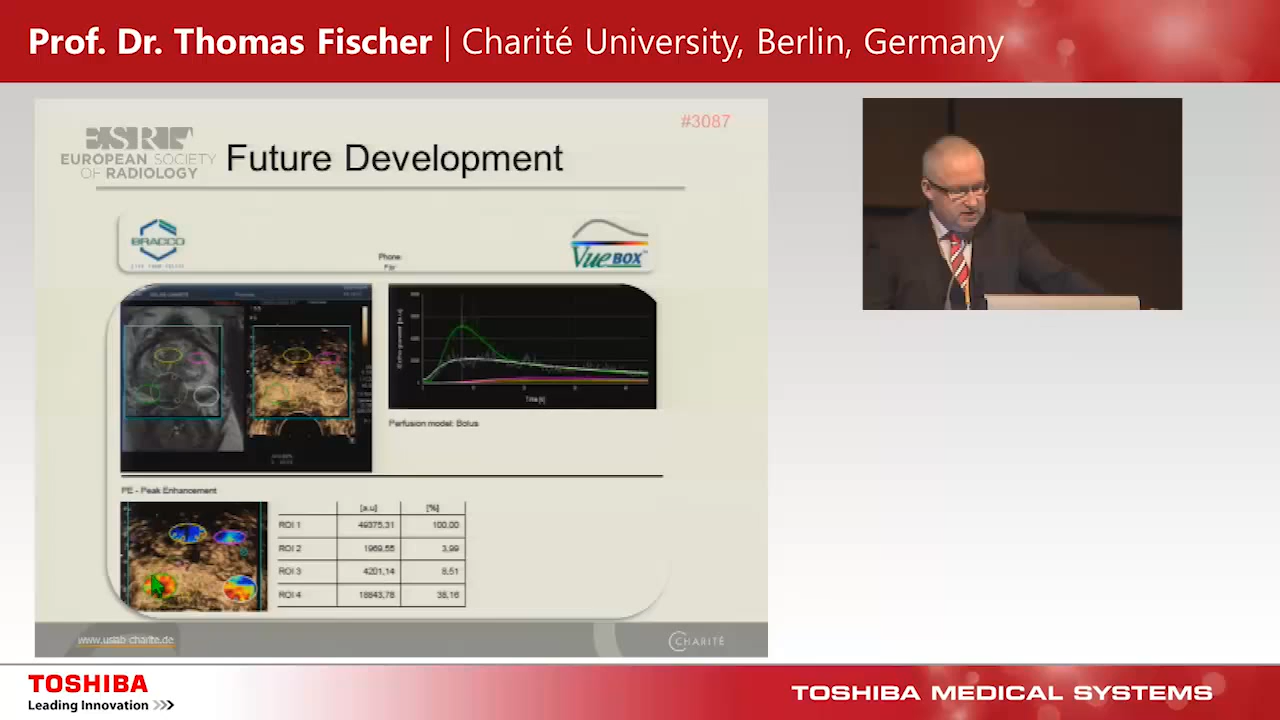 Prof. Dr. Thomas Fischer | Charité University, Berlin, Germany
#3087
EUROPEAN SOCIETY
OF RADIOLOGY
Future Development
BRACCO
Phone:
VueBOX™
Time [s]
Perfusion model: Bolus
PE - Peak Enhancement
[a.u] [%]
ROI 1 49375,31 100,00
ROI 2 1969,55 3,99
ROI 3 4201,14 8,51
ROI 4 18843,78 38,16
www.uslab-charite.de
CHARITÉ
TOSHIBA
Leading Innovation >>>
TOSHIBA MEDICAL SYSTEMS